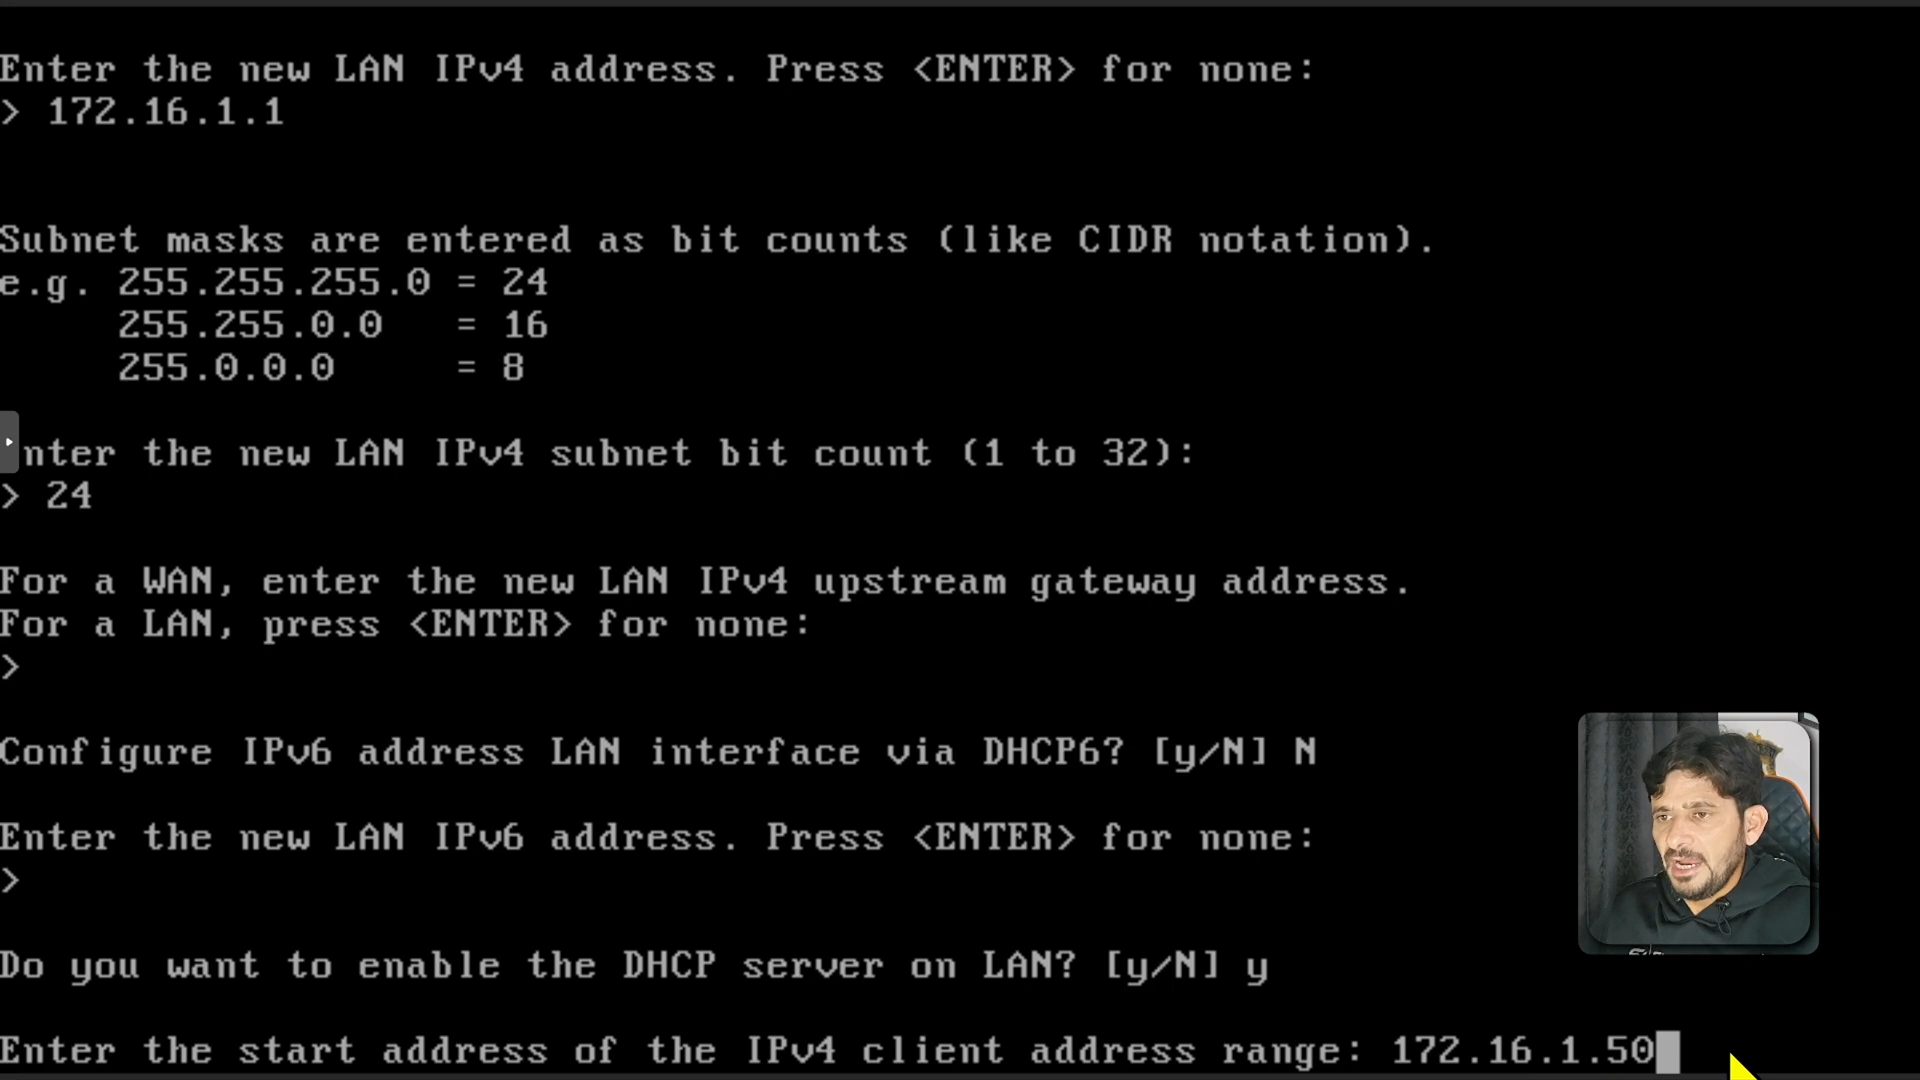 Enter the new LAN IPv4 address. Press <ENTER> for none:
> 172.16.1.1
Subnet masks are entered as bit counts (like CIDR notation).
e.g. 255.255.255.0 = 24
255.255.0.0 = 16
255.0.0.0 = 8
nter the new LAN IPv4 subnet bit count (1 to 32):
> 24
For a WAN, enter the new LAN IPv4 upstream gateway address.
For a LAN, press <ENTER> for none:
>
Configure IPv6 address LAN interface via DHCP6? [y/N] N
Enter the new LAN IPv6 address. Press <ENTER> for none:
>
Do you want to enable the DHCP server on LAN? [y/N] y
Enter the start address of the IPv4 client address range: 172.16.1.50